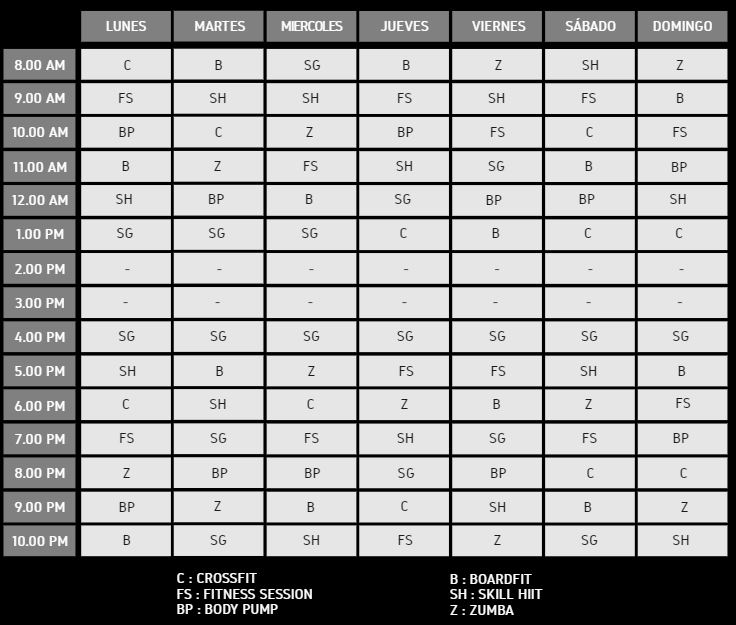 LUNES MARTES MIERCOLES JUEVES VIERNES SÁBADO DOMINGO
8.00 AM C B SG B Z SH Z
9.00 AM FS SH SH FS SH FS B
10.00 AM BP C Z BP FS C FS
11.00 AM B Z FS SH SG B BP
12.00 AM SH BP B SG BP BP SH
1.00 PM SG SG SG C B C C
2.00 PM - - - - - - -
3.00 PM - - - - - - -
4.00 PM SG SG SG SG SG SG SG
5.00 PM SH B Z FS FS SH B
6.00 PM C SH C Z B Z FS
7.00 PM FS SG FS SH SG FS BP
8.00 PM Z BP BP SG BP C C
9.00 PM BP Z B C SH B Z
10.00 PM B SG SH FS Z SG SH
C : CROSSFIT B : BOARDFIT
FS : FITNESS SESSION SH : SKILL HIIT
BP : BODY PUMP Z : ZUMBA